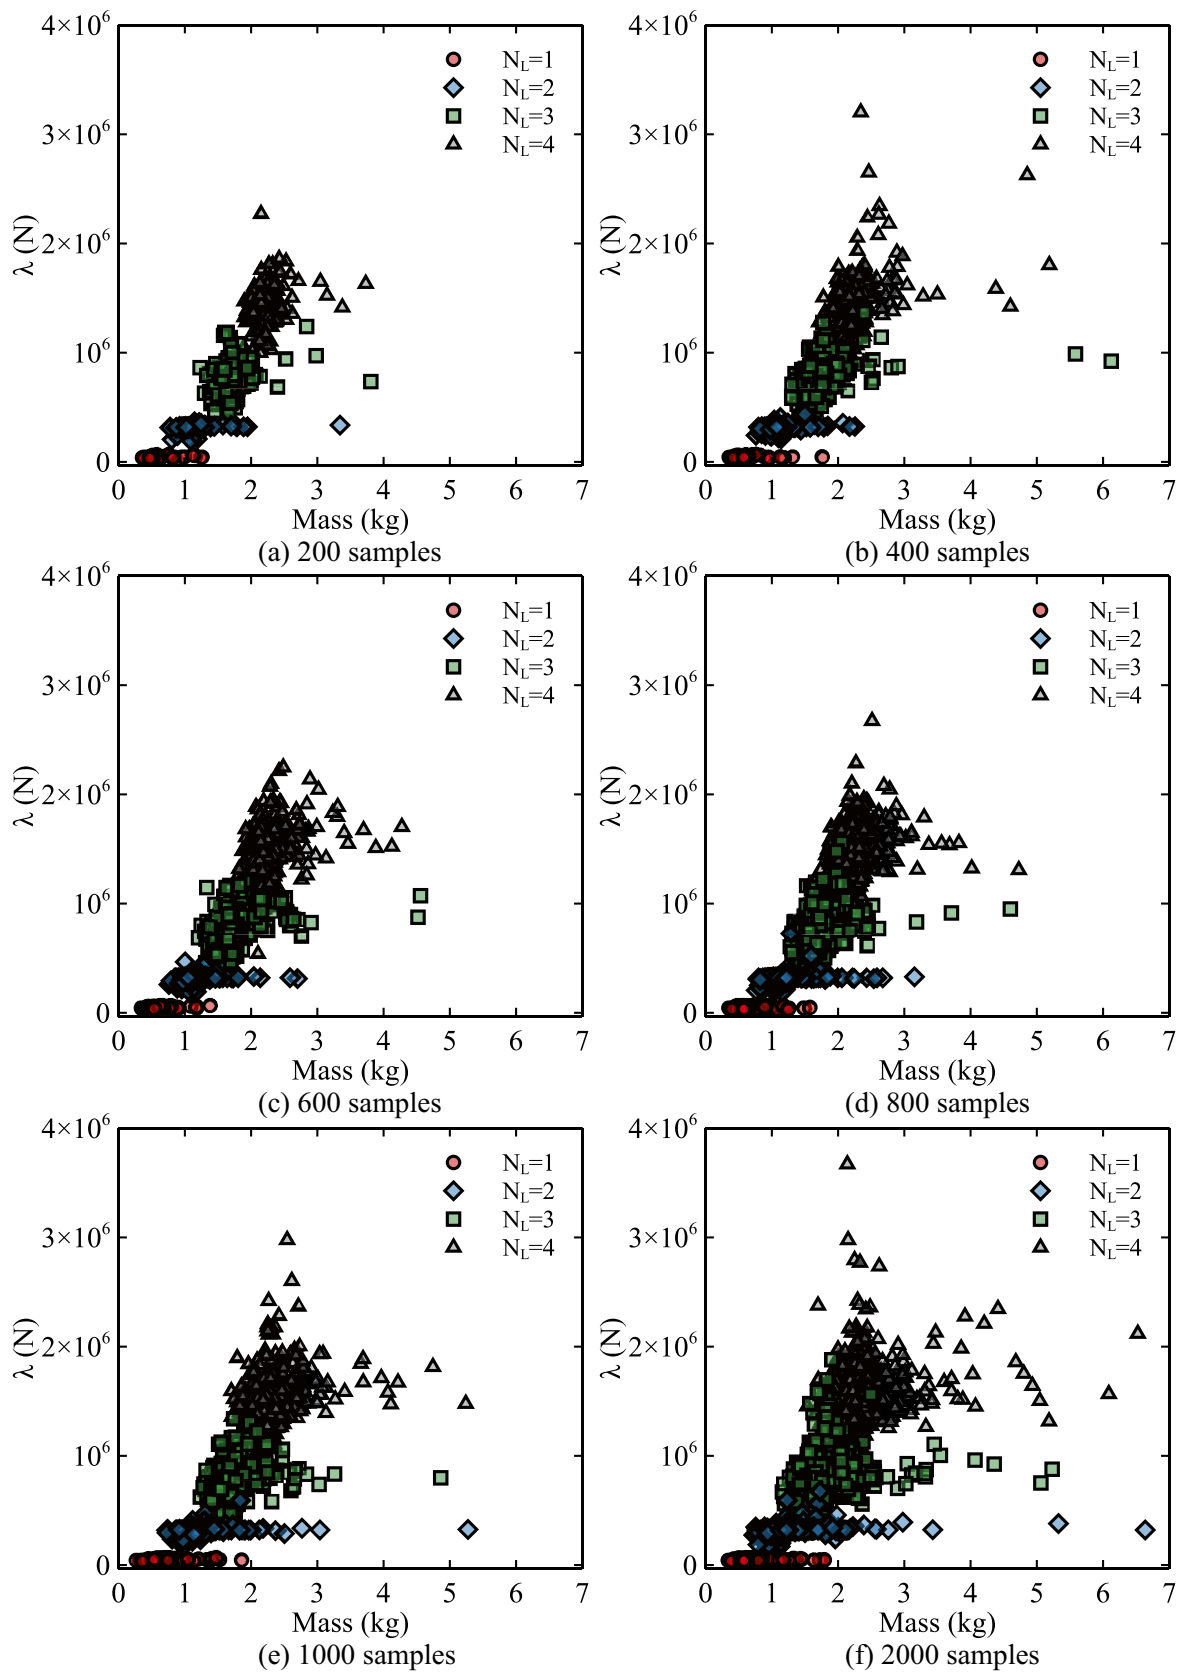 4×10⁶
3×10⁶
2×10⁶
10⁶
0
λ (N)
N_L=1
N_L=2
N_L=3
N_L=4
0 1 2 3 4 5 6 7
Mass (kg)
(a) 200 samples
4×10⁶
3×10⁶
2×10⁶
10⁶
0
λ (N)
N_L=1
N_L=2
N_L=3
N_L=4
0 1 2 3 4 5 6 7
Mass (kg)
(b) 400 samples
4×10⁶
3×10⁶
2×10⁶
10⁶
0
λ (N)
N_L=1
N_L=2
N_L=3
N_L=4
0 1 2 3 4 5 6 7
Mass (kg)
(c) 600 samples
4×10⁶
3×10⁶
2×10⁶
10⁶
0
λ (N)
N_L=1
N_L=2
N_L=3
N_L=4
0 1 2 3 4 5 6 7
Mass (kg)
(d) 800 samples
4×10⁶
3×10⁶
2×10⁶
10⁶
0
λ (N)
N_L=1
N_L=2
N_L=3
N_L=4
0 1 2 3 4 5 6 7
Mass (kg)
(e) 1000 samples
4×10⁶
3×10⁶
2×10⁶
10⁶
0
λ (N)
N_L=1
N_L=2
N_L=3
N_L=4
0 1 2 3 4 5 6 7
Mass (kg)
(f) 2000 samples